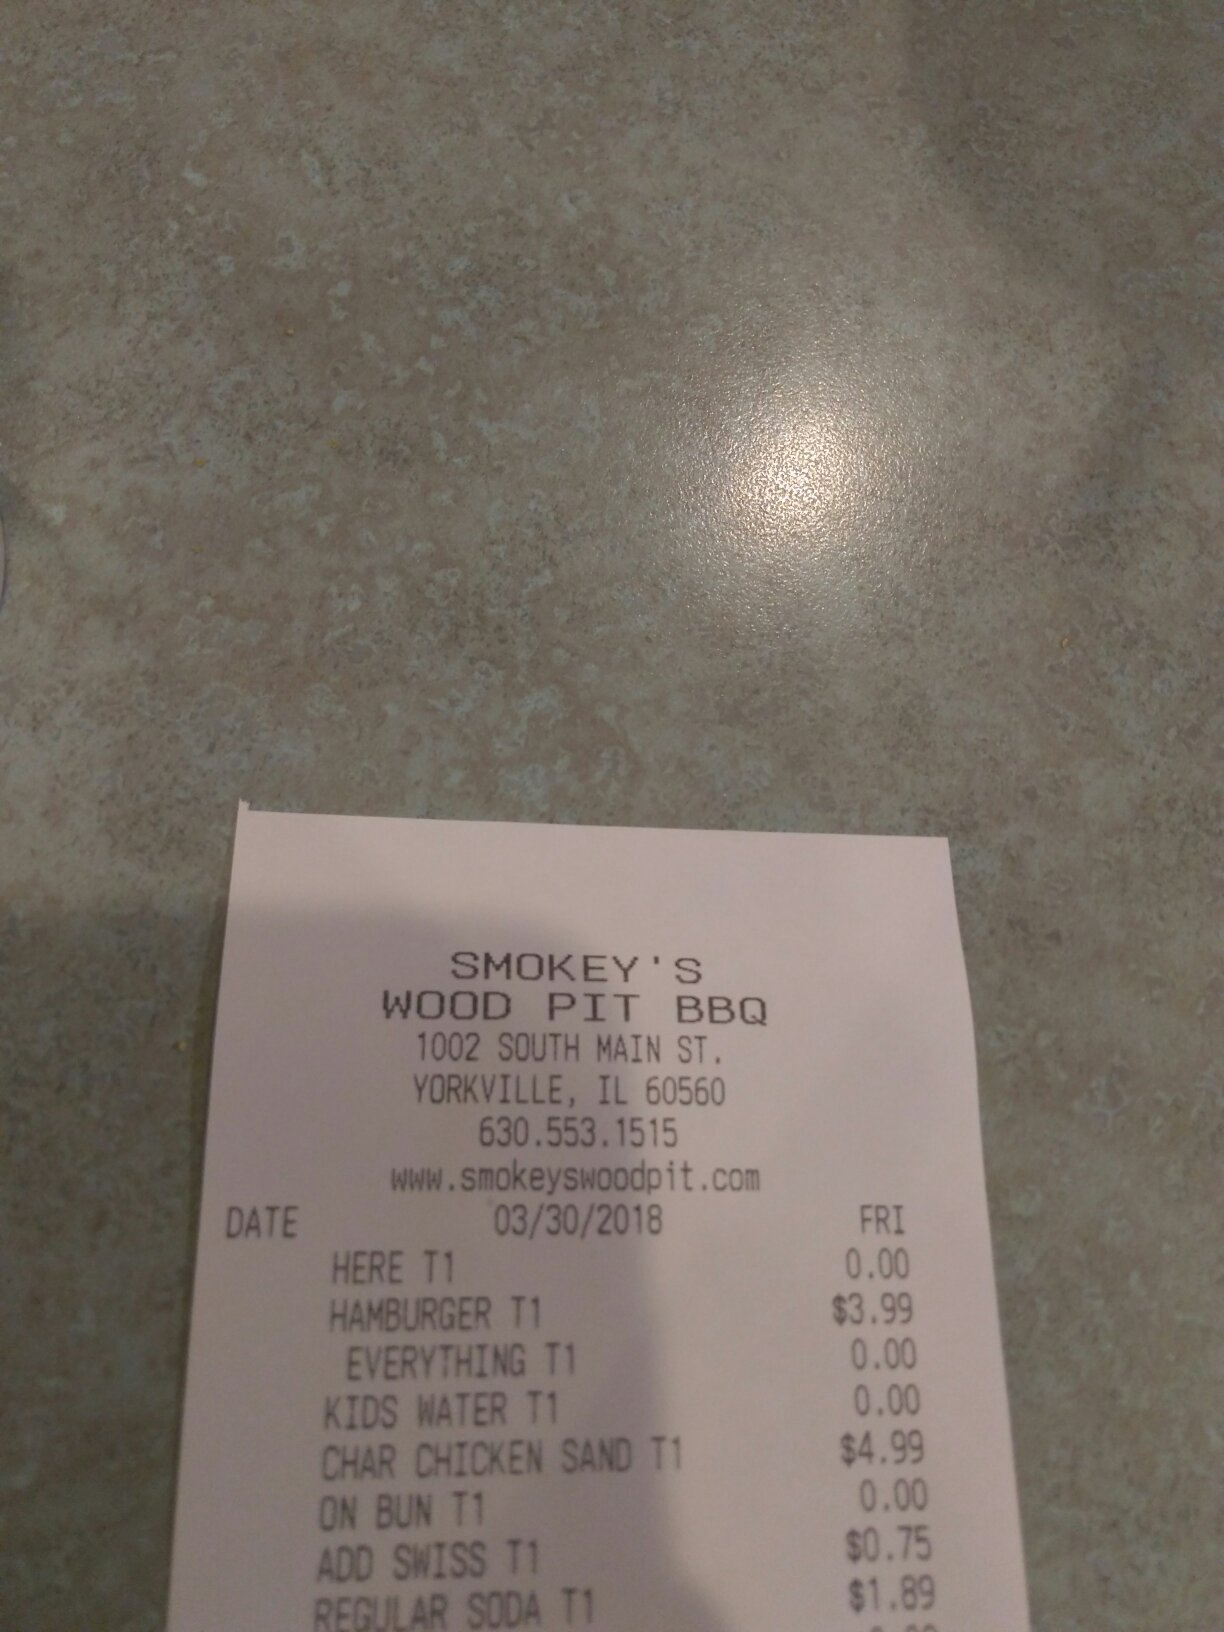 SMOKEY'S
WOOD PIT BBQ
1002 SOUTH MAIN ST.
YORKVILLE, IL 60560
630.553.1515
www.smokeyswoodpit.com
DATE 03/30/2018 FRI
HERE T1 0.00
HAMBURGER T1 $3.99
EVERYTHING T1 0.00
KIDS WATER T1 0.00
CHAR CHICKEN SAND T1 $4.99
ON BUN T1 0.00
ADD SWISS T1 $0.75
REGULAR SODA T1 $1.89